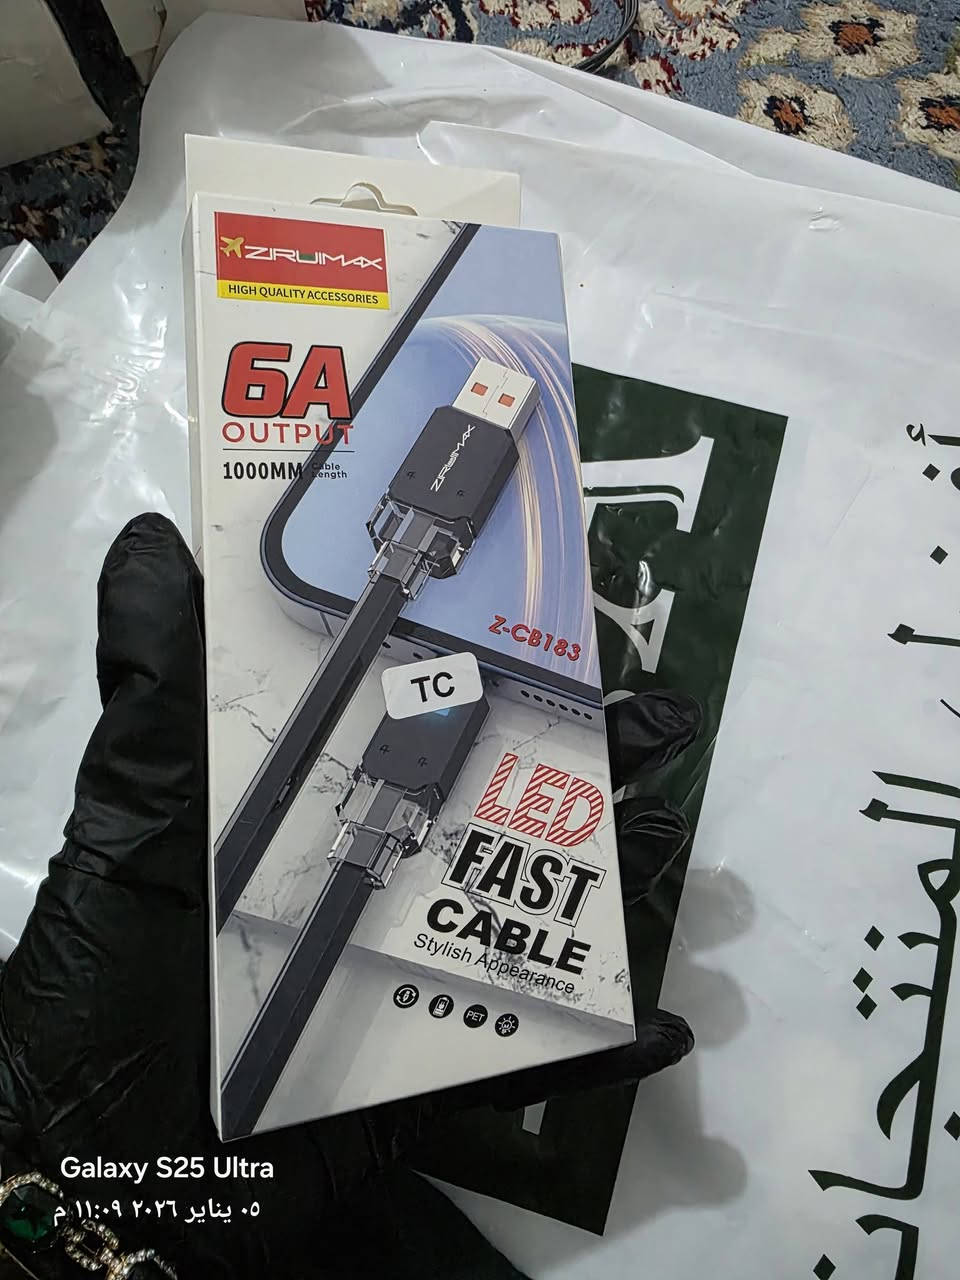 ZIRUIMAX
HIGH QUALITY ACCESSORIES
6A
OUTPUT
1000MM Cable Length
ZIRUIMAX
Z-CB183
TC
LED
FAST
CABLE
Stylish Appearance
PET
Galaxy S25 Ultra
٠٥ يناير ٢٠٢٦ ١١:٠٩ م